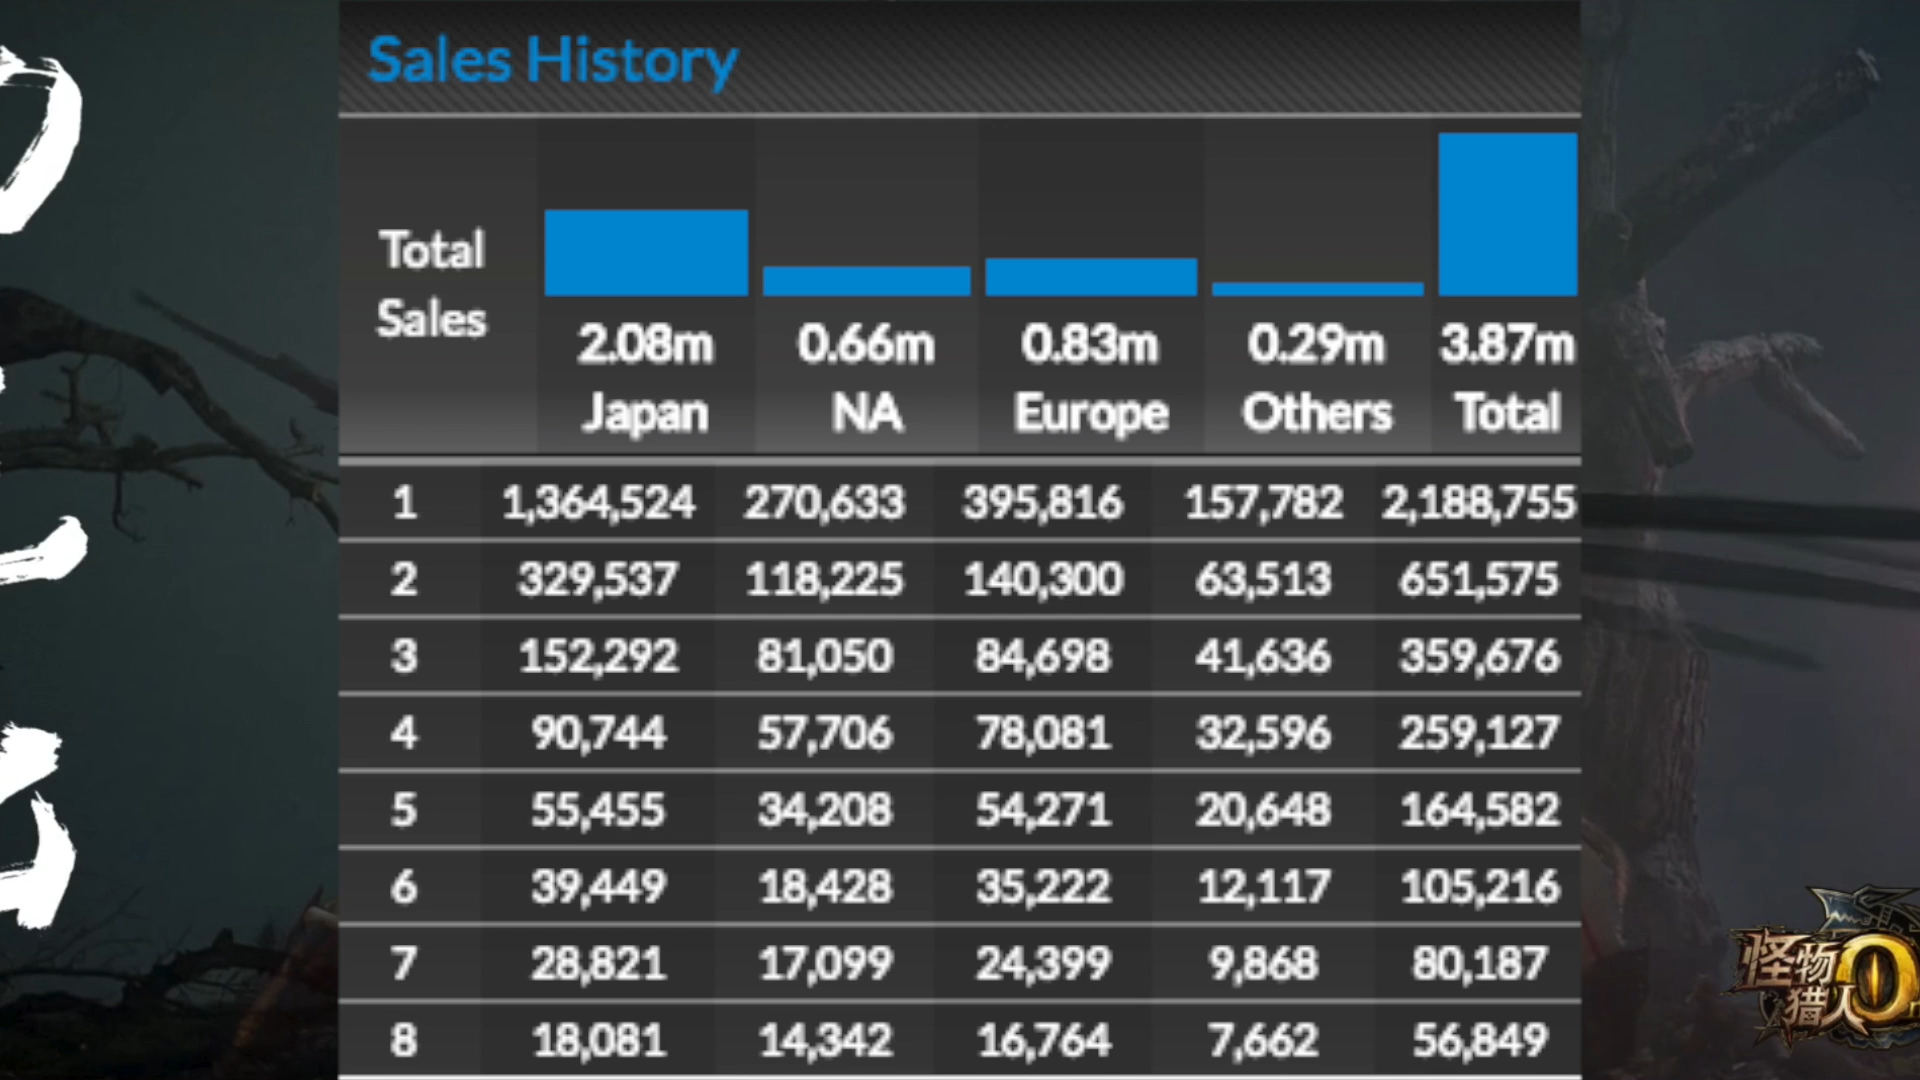 Sales History
Total Sales
2.08m 0.66m 0.83m 0.29m 3.87m
Japan NA Europe Others Total
1 1,364,524 270,633 395,816 157,782 2,188,755
2 329,537 118,225 140,300 63,513 651,575
3 152,292 81,050 84,698 41,636 359,676
4 90,744 57,706 78,081 32,596 259,127
5 55,455 34,208 54,271 20,648 164,582
6 39,449 18,428 35,222 12,117 105,216
7 28,821 17,099 24,399 9,868 80,187
8 18,081 14,342 16,764 7,662 56,849
怪物
猎人